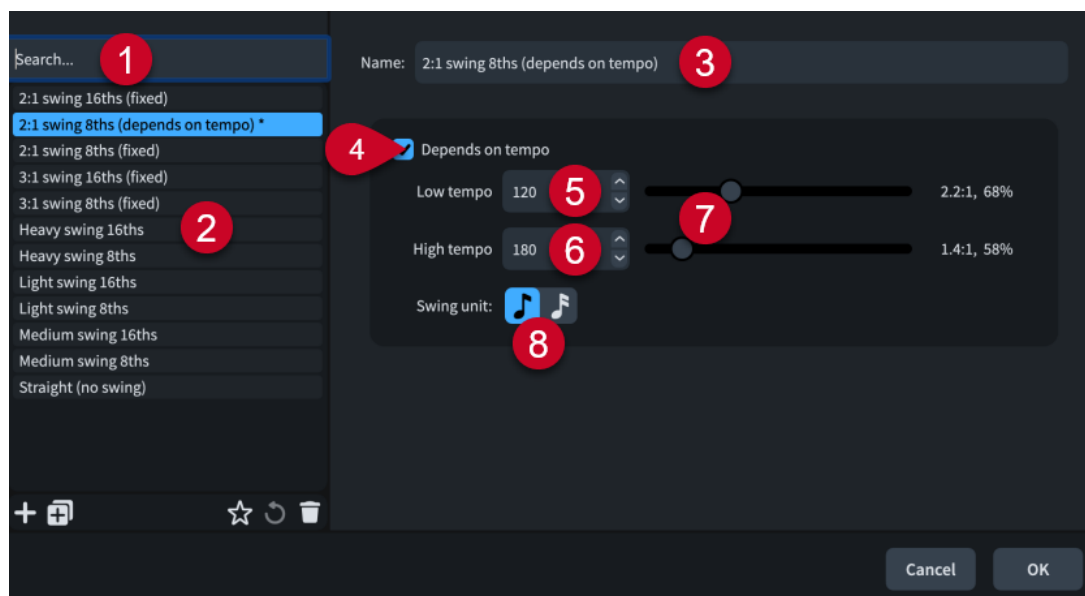 Search...
1
2:1 swing 16ths (fixed)
2:1 swing 8ths (depends on tempo) *
2:1 swing 8ths (fixed)
3:1 swing 16ths (fixed)
3:1 swing 8ths (fixed)
Heavy swing 16ths
2
Heavy swing 8ths
Light swing 16ths
Light swing 8ths
Medium swing 16ths
Medium swing 8ths
Straight (no swing)
Name: 2:1 swing 8ths (depends on tempo)
3
4
Depends on tempo
Low tempo 120 5 2.2:1, 68%
7
High tempo 180 6 1.4:1, 58%
Swing unit:
8
Cancel OK